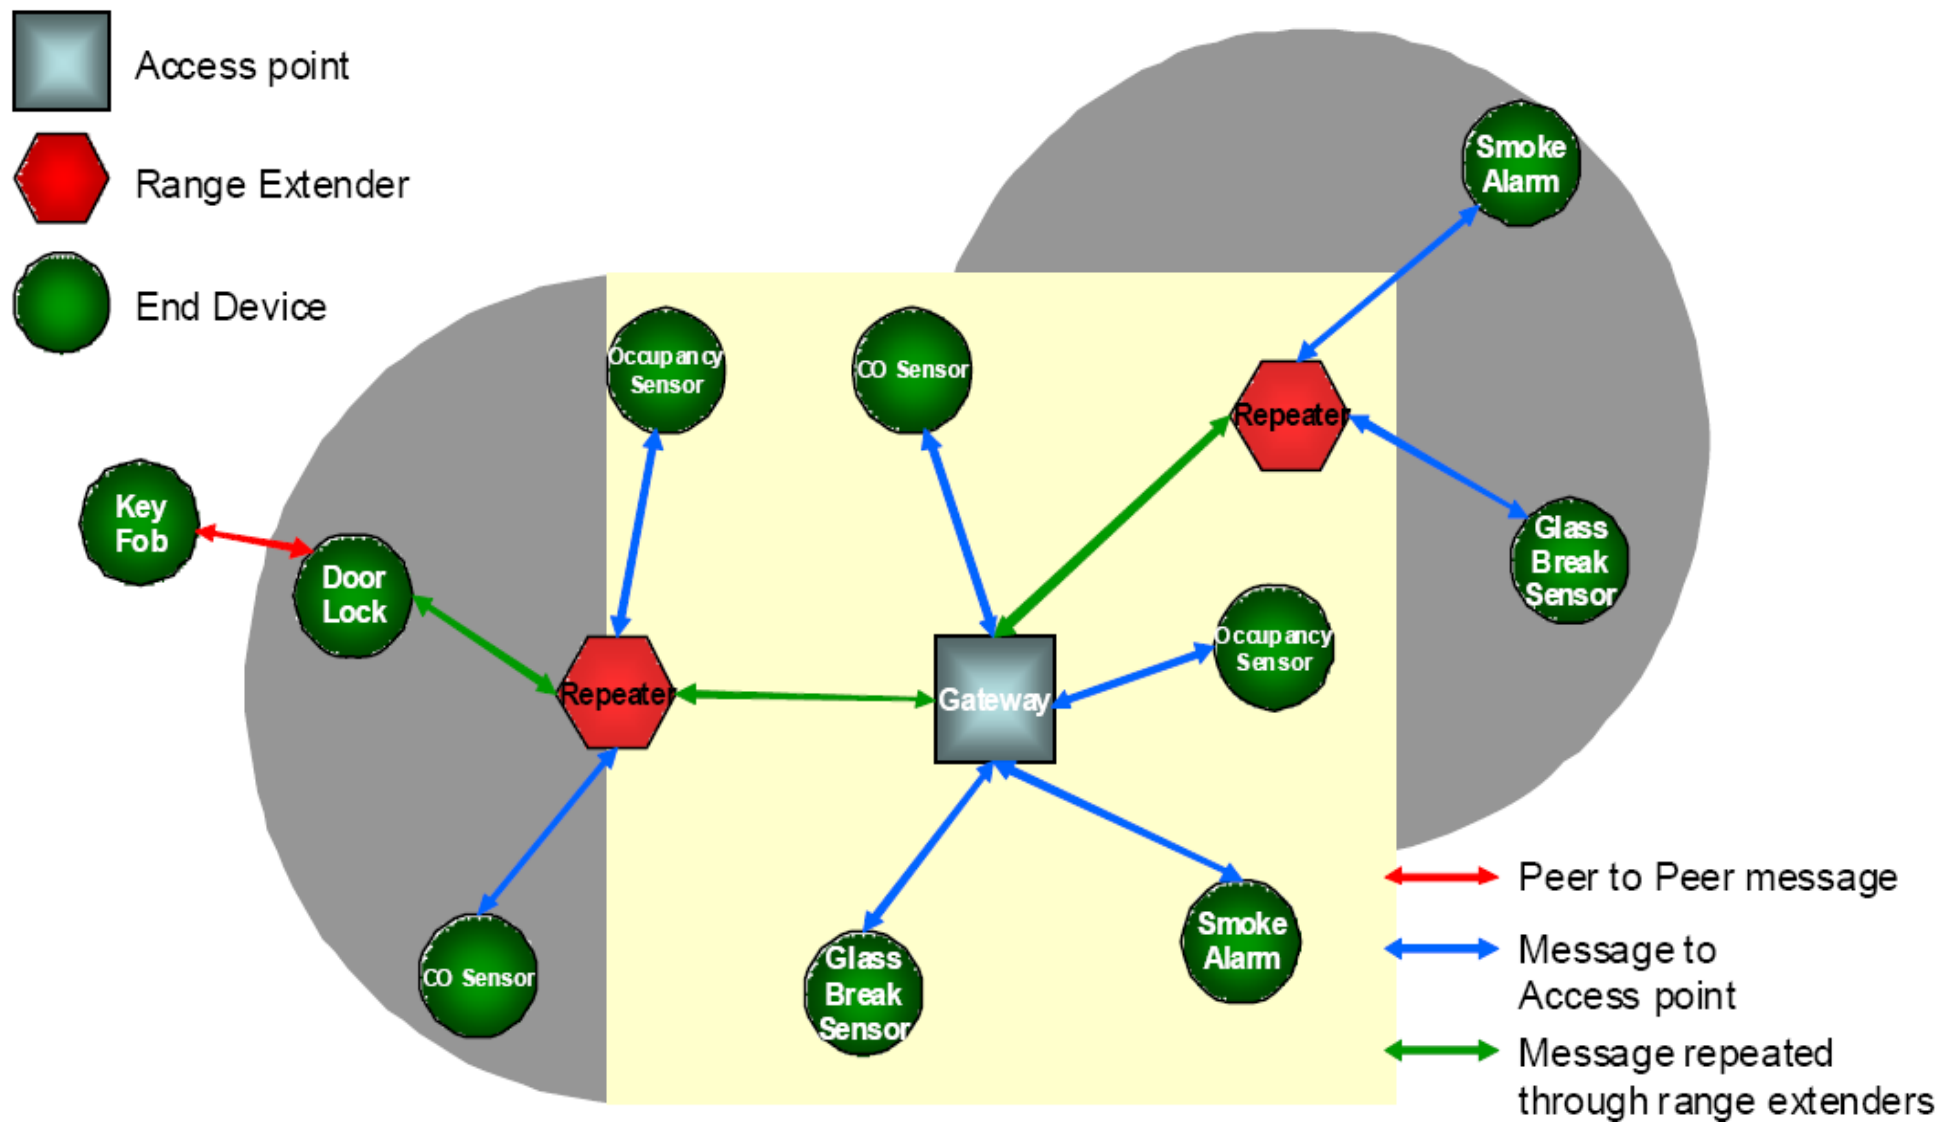 Access point
Range Extender
End Device
Smoke
Alarm
Occupancy
Sensor
CO Sensor
Repeater
Key
Fob
Door
Lock
Glass
Break
Sensor
Occupancy
Sensor
Repeater
Gateway
CO Sensor
Glass
Break
Sensor
Smoke
Alarm
Peer to Peer message
Message to
Access point
Message repeated
through range extenders